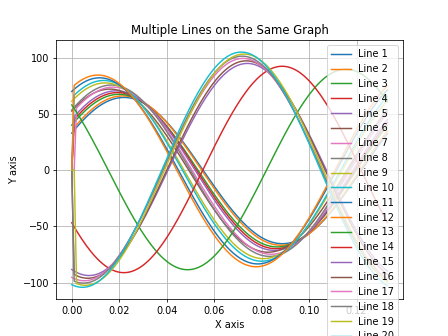 Multiple Lines on the Same Graph
Y axis
100
50
0
−50
−100
0.00
0.02
0.04
0.06
0.08
0.10
X axis
Line 1
Line 2
Line 3
Line 4
Line 5
Line 6
Line 7
Line 8
Line 9
Line 10
Line 11
Line 12
Line 13
Line 14
Line 15
Line 16
Line 17
Line 18
Line 19
Line 20